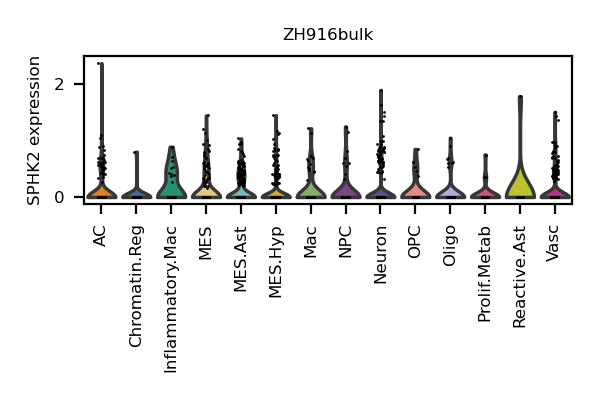 ZH916bulk
SPHK2 expression
2
0
AC
Chromatin.Reg
Inflammatory.Mac
MES
MES.Ast
MES.Hyp
Mac
NPC
Neuron
OPC
Oligo
Prolif.Metab
Reactive.Ast
Vasc